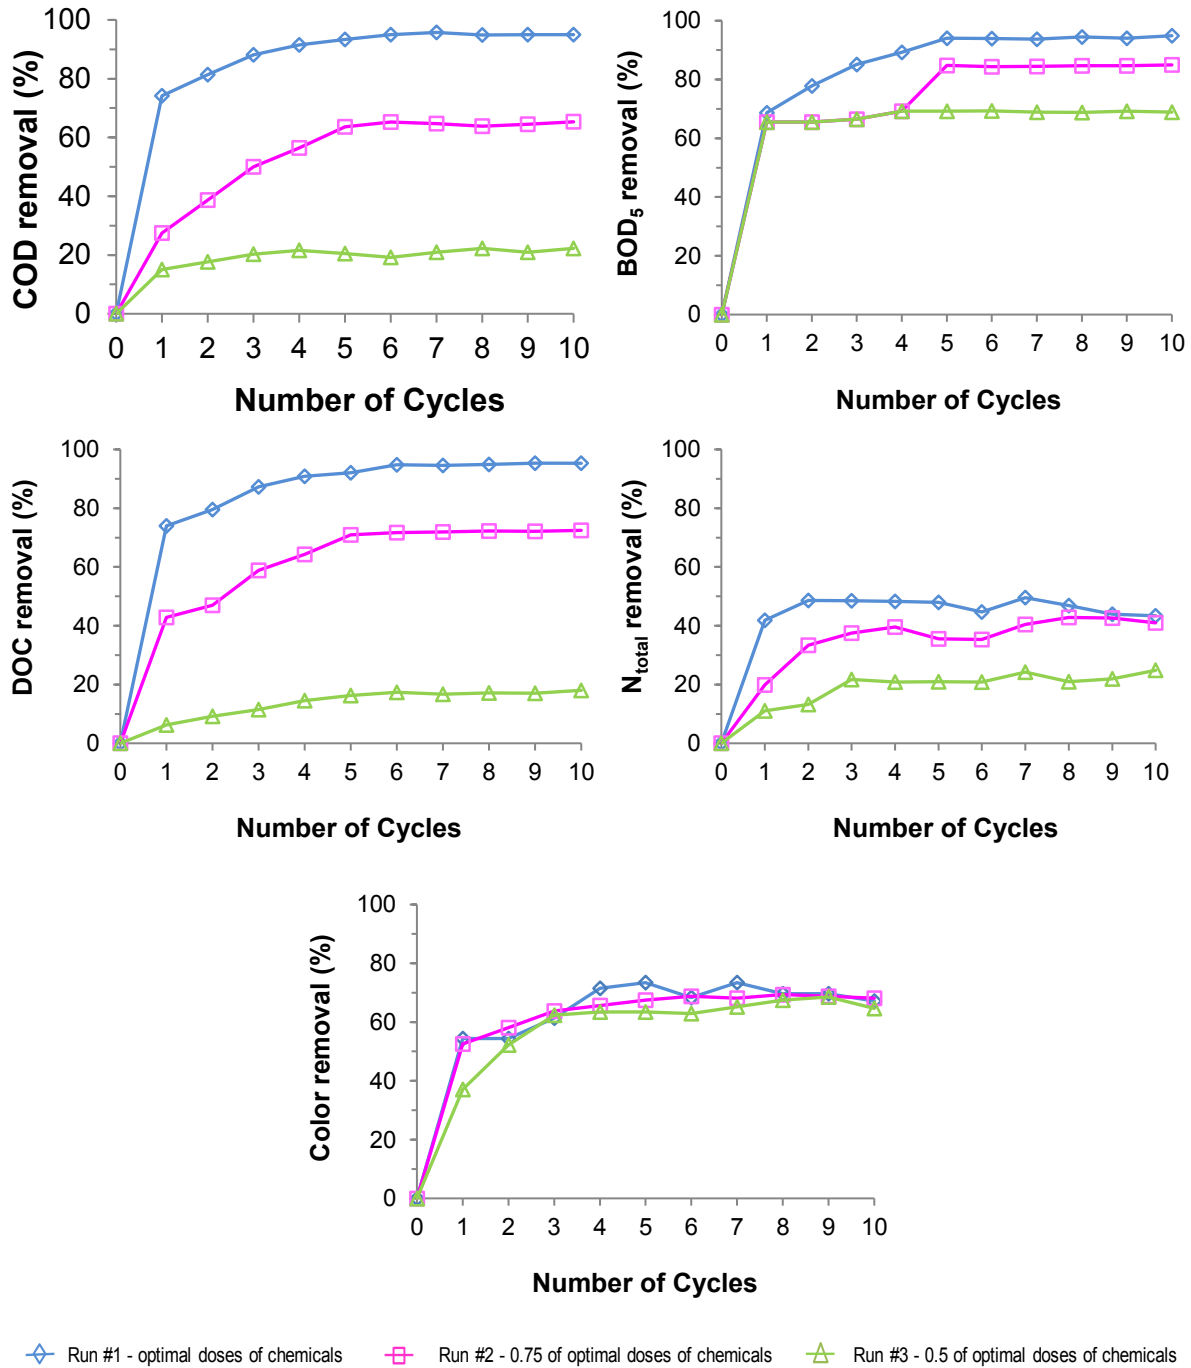 COD removal (%)
100
80
60
40
20
0
0 1 2 3 4 5 6 7 8 9 10
Number of Cycles
BOD5 removal (%)
100
80
60
40
20
0
0 1 2 3 4 5 6 7 8 9 10
Number of Cycles
DOC removal (%)
100
80
60
40
20
0
0 1 2 3 4 5 6 7 8 9 10
Number of Cycles
Ntotal removal (%)
100
80
60
40
20
0
0 1 2 3 4 5 6 7 8 9 10
Number of Cycles
Color removal (%)
100
80
60
40
20
0
0 1 2 3 4 5 6 7 8 9 10
Number of Cycles
Run #1 - optimal doses of chemicals Run #2 - 0.75 of optimal doses of chemicals Run #3 - 0.5 of optimal doses of chemicals